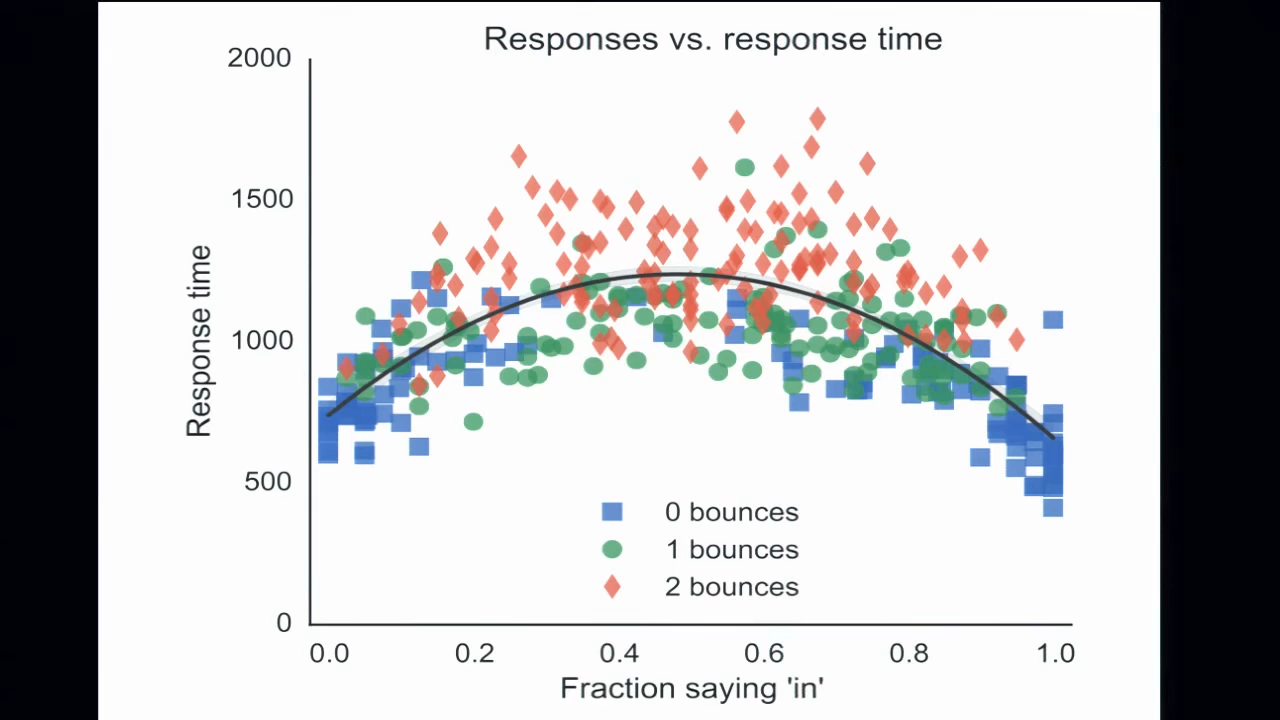 Responses vs. response time
2000
1500
1000
500
0
Response time
0 bounces
1 bounces
2 bounces
0.0 0.2 0.4 0.6 0.8 1.0
Fraction saying 'in'